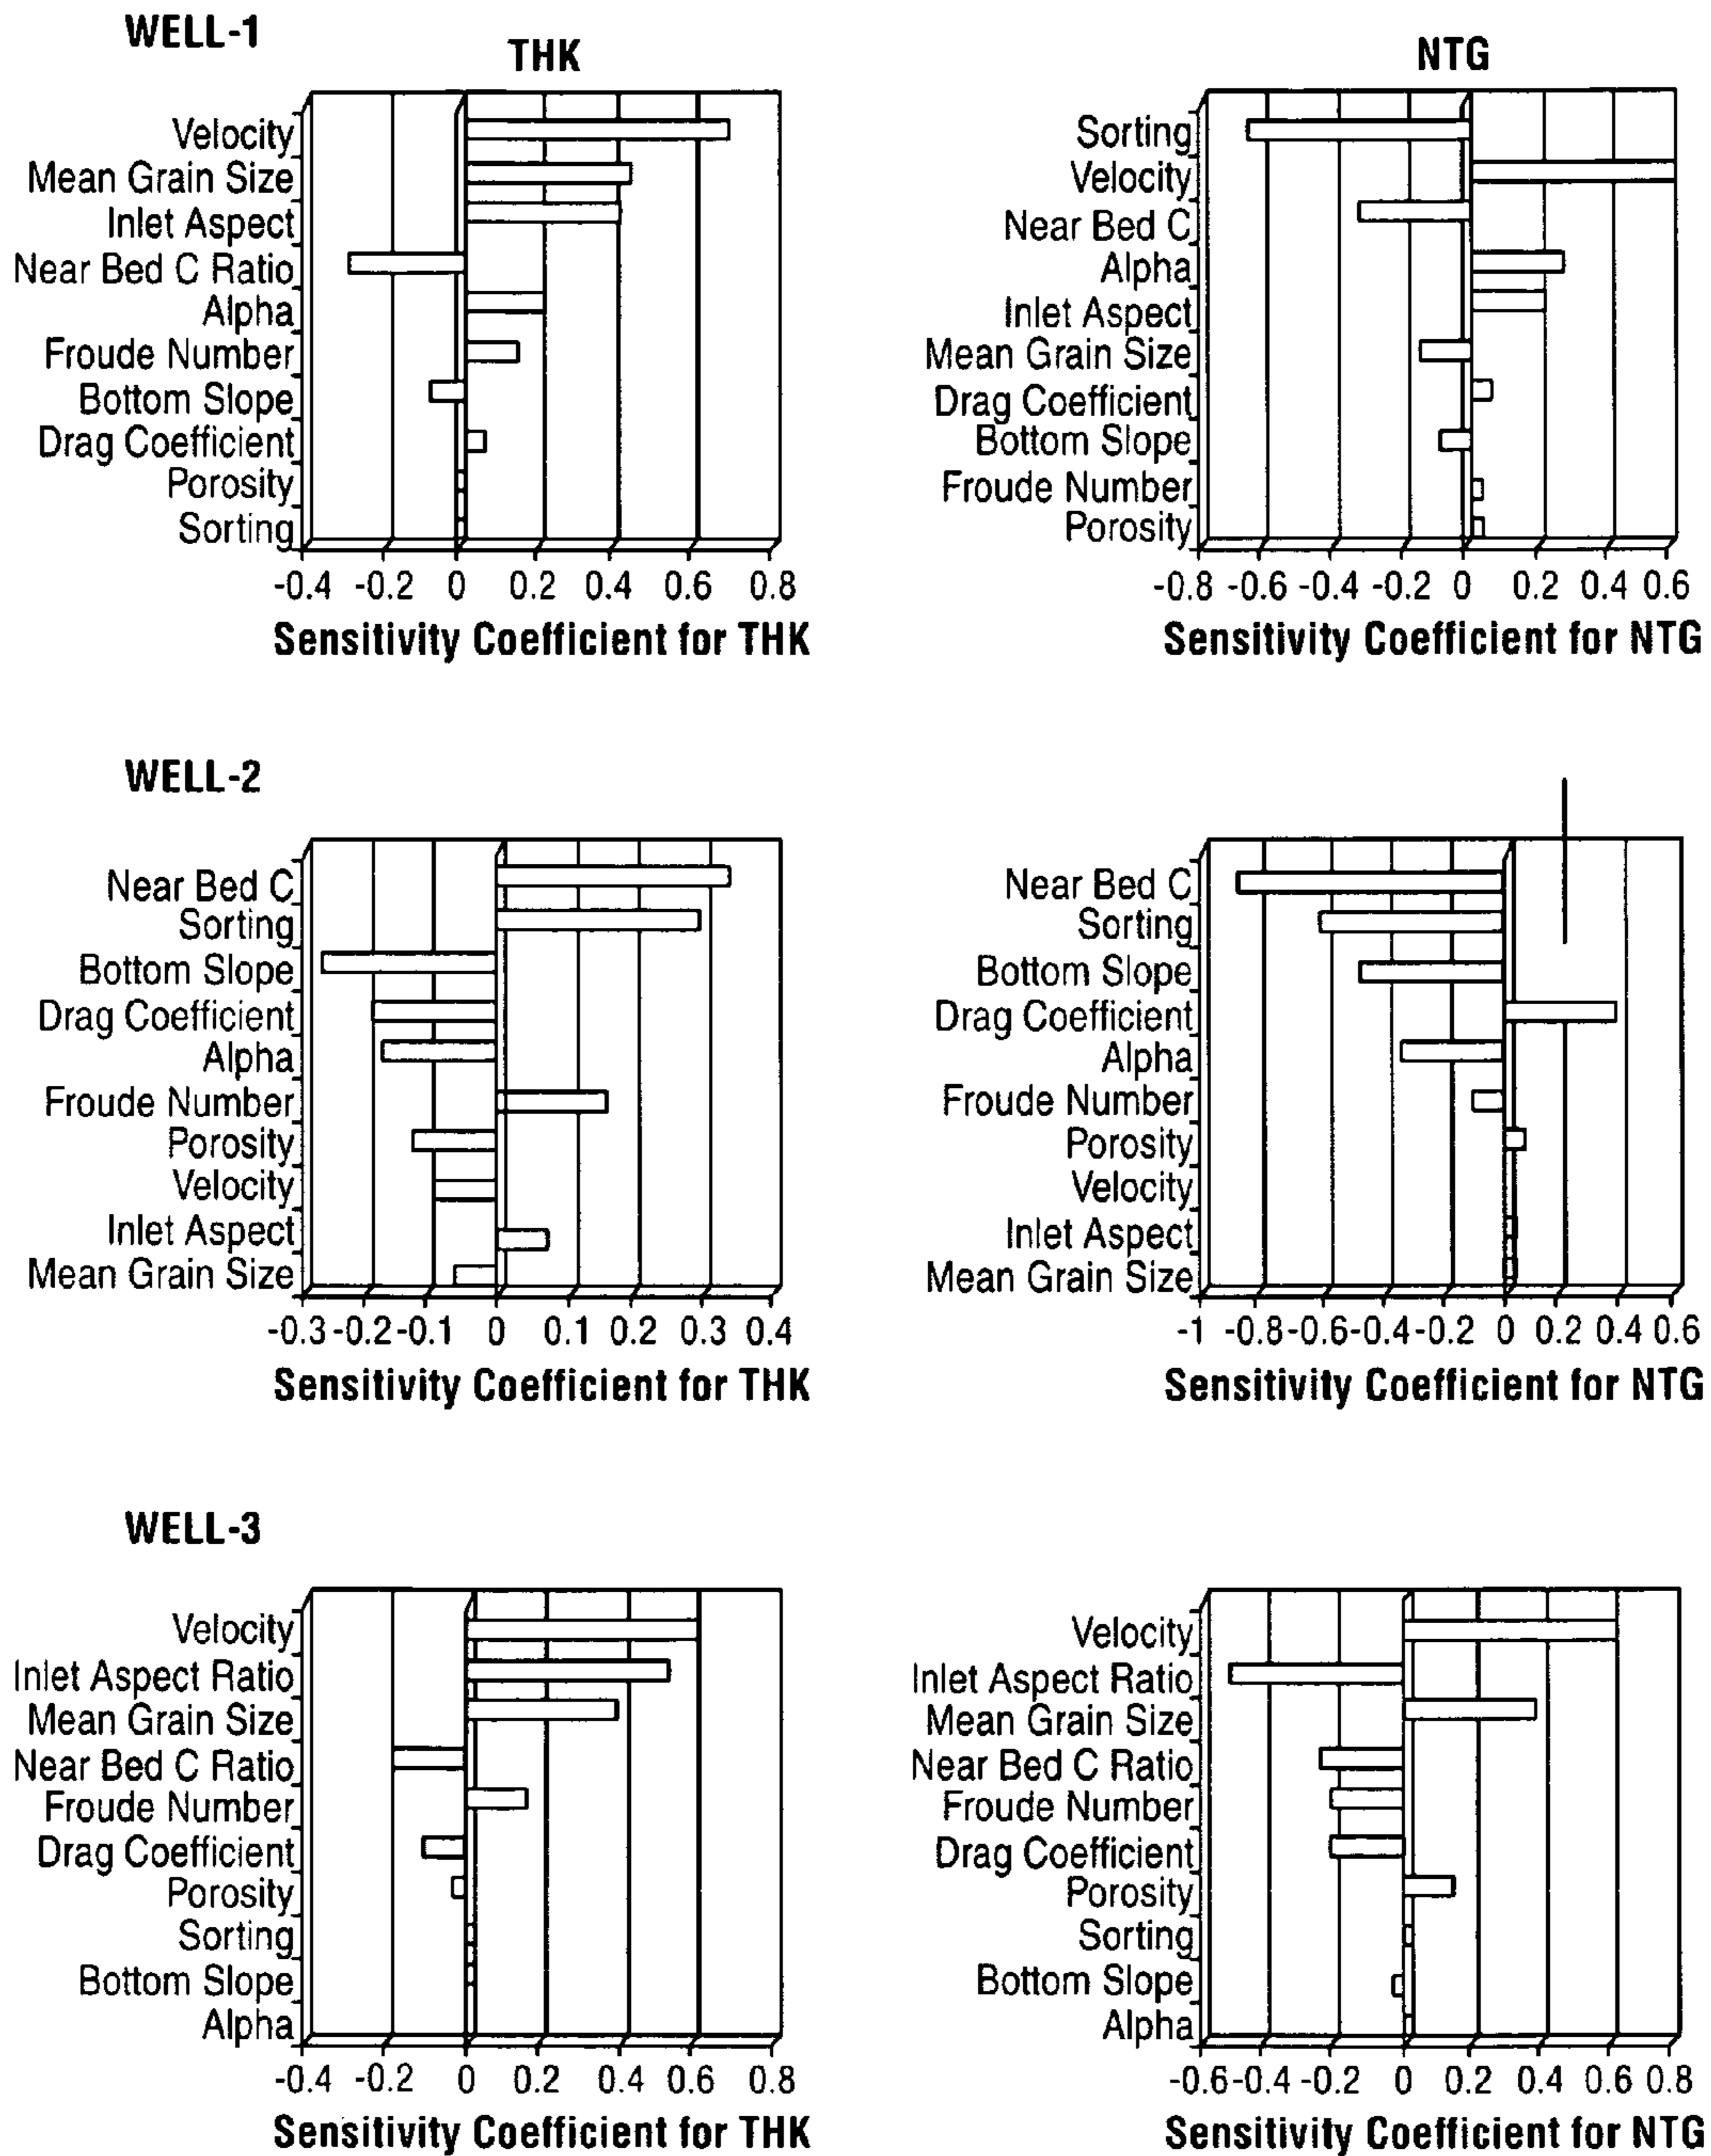 WELL-1
THK
Velocity
Mean Grain Size
Inlet Aspect
Near Bed C Ratio
Alpha
Froude Number
Bottom Slope
Drag Coefficient
Porosity
Sorting
-0.4 -0.2 0 0.2 0.4 0.6 0.8
Sensitivity Coefficient for THK
NTG
Sorting
Velocity
Near Bed C
Alpha
Inlet Aspect
Mean Grain Size
Drag Coefficient
Bottom Slope
Froude Number
Porosity
-0.8 -0.6 -0.4 -0.2 0 0.2 0.4 0.6
Sensitivity Coefficient for NTG
WELL-2
Near Bed C
Sorting
Bottom Slope
Drag Coefficient
Alpha
Froude Number
Porosity
Velocity
Inlet Aspect
Mean Grain Size
-0.3 -0.2 -0.1 0 0.1 0.2 0.3 0.4
Sensitivity Coefficient for THK
Near Bed C
Sorting
Bottom Slope
Drag Coefficient
Alpha
Froude Number
Porosity
Velocity
Inlet Aspect
Mean Grain Size
-1 -0.8 -0.6 -0.4 -0.2 0 0.2 0.4 0.6
Sensitivity Coefficient for NTG
WELL-3
Velocity
Inlet Aspect Ratio
Mean Grain Size
Near Bed C Ratio
Froude Number
Drag Coefficient
Porosity
Sorting
Bottom Slope
Alpha
-0.4 -0.2 0 0.2 0.4 0.6 0.8
Sensitivity Coefficient for THK
Velocity
Inlet Aspect Ratio
Mean Grain Size
Near Bed C Ratio
Froude Number
Drag Coefficient
Porosity
Sorting
Bottom Slope
Alpha
-0.6 -0.4 -0.2 0 0.2 0.4 0.6 0.8
Sensitivity Coefficient for NTG